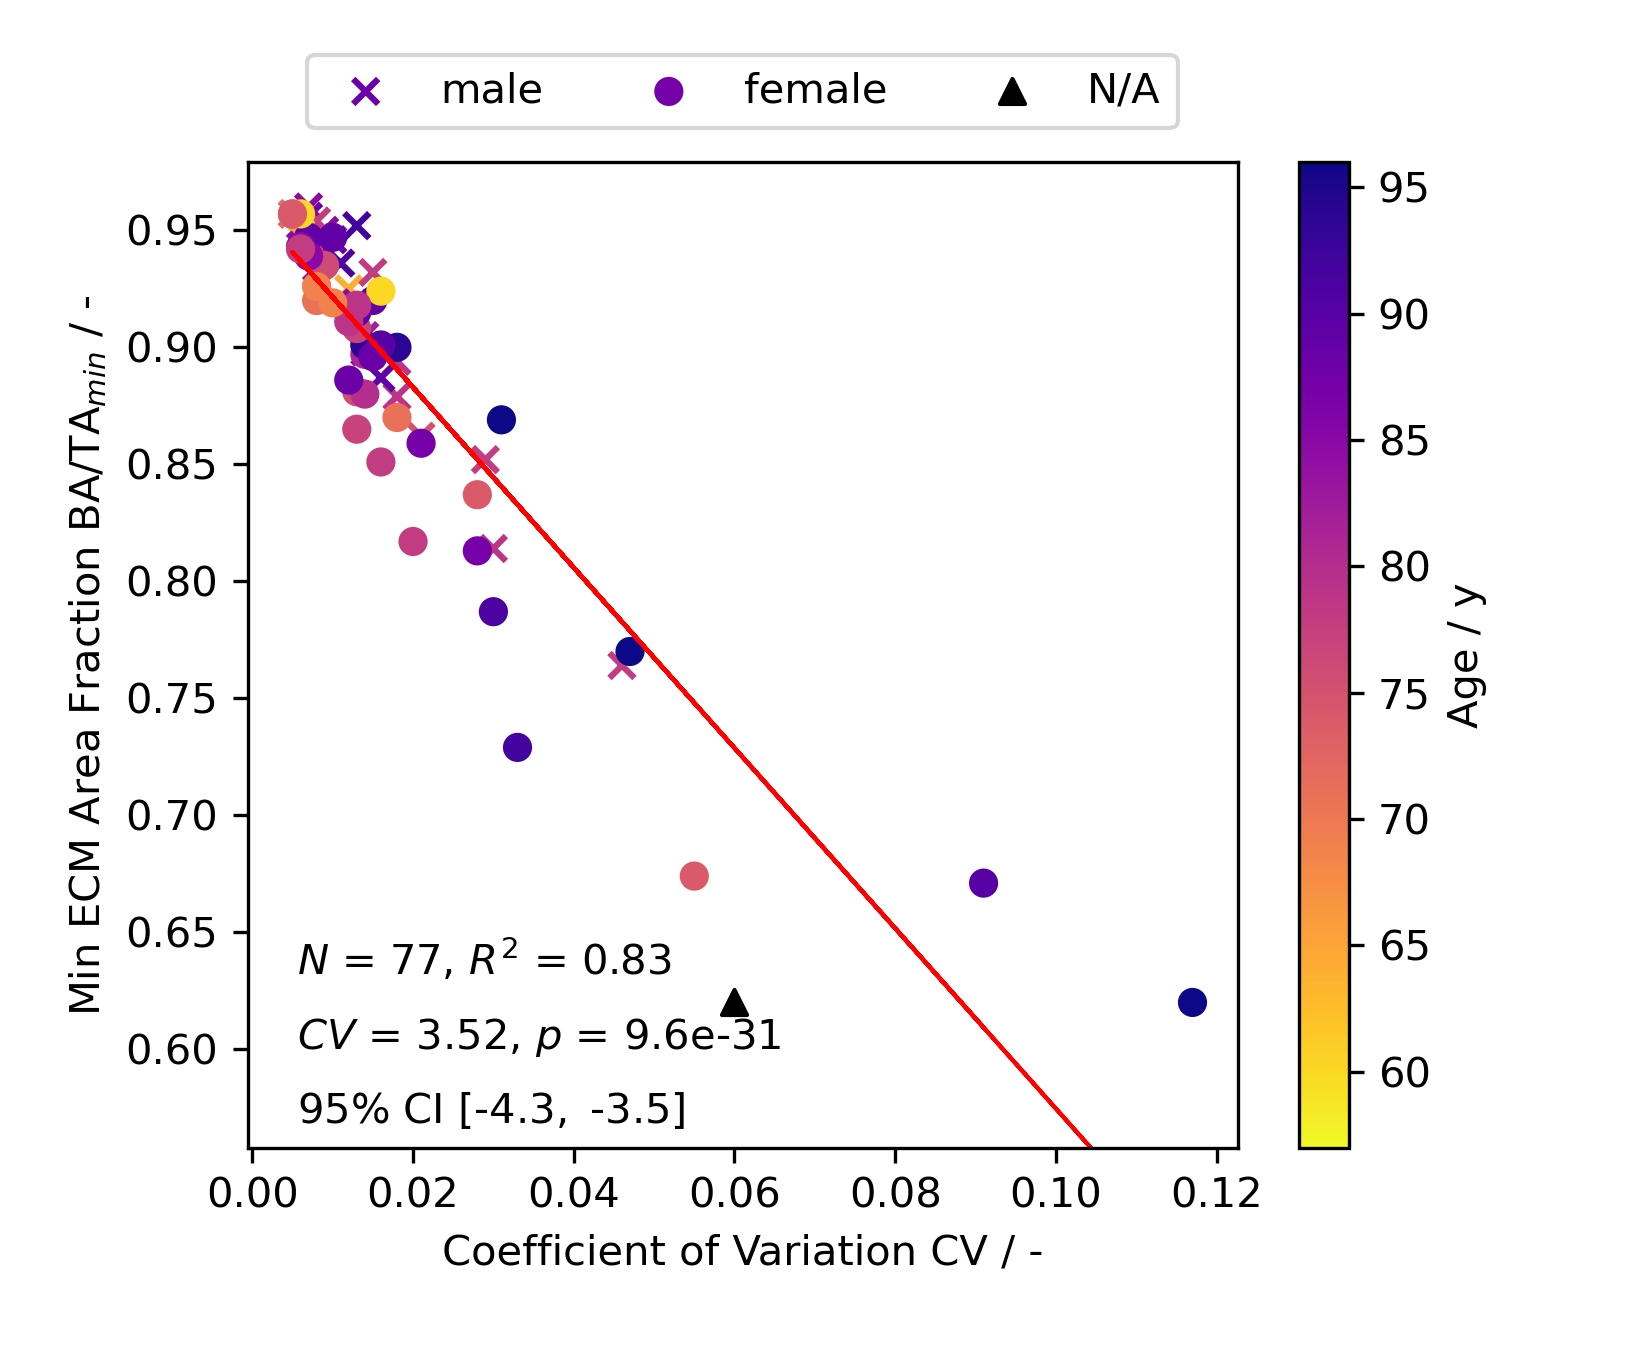 male female N/A
0.95
0.90
0.85
0.80
0.75
0.70
0.65
0.60
Min ECM Area Fraction BA/TA_min / -
N = 77, R² = 0.83
CV = 3.52, p = 9.6e-31
95% CI [-4.3, -3.5]
0.00 0.02 0.04 0.06 0.08 0.10 0.12
Coefficient of Variation CV / -
95
90
85
80
75
70
65
60
Age / y